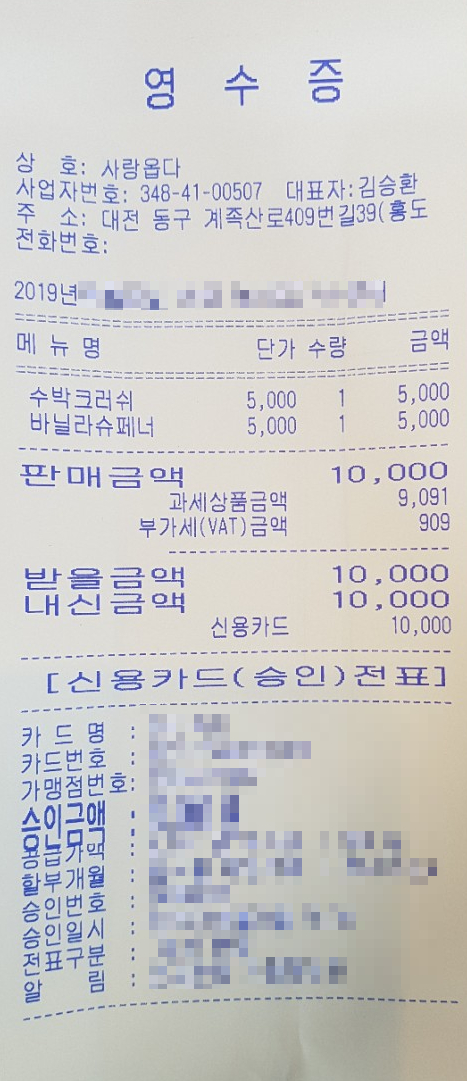 영 수 증
상 호: 사랑옵다
사업자번호: 348-41-00507 대표자:김승환
주 소: 대전 동구 계족산로409번길39(홍도
전화번호:
2019년
메 뉴 명 단가 수량 금액
수박크러쉬 5,000 1 5,000
바닐라슈페너 5,000 1 5,000
판매금액 10,000
과세상품금액 9,091
부가세(VAT)금액 909
받을금액 10,000
내신금액 10,000
신용카드 10,000
[신용카드(승인)전표]
카 드 명 :
카드번호 :
가맹점번호:
승인금액 :
공급가액 :
할부개월 :
승인번호 :
승인일시 :
전표구분 :
알 림 :